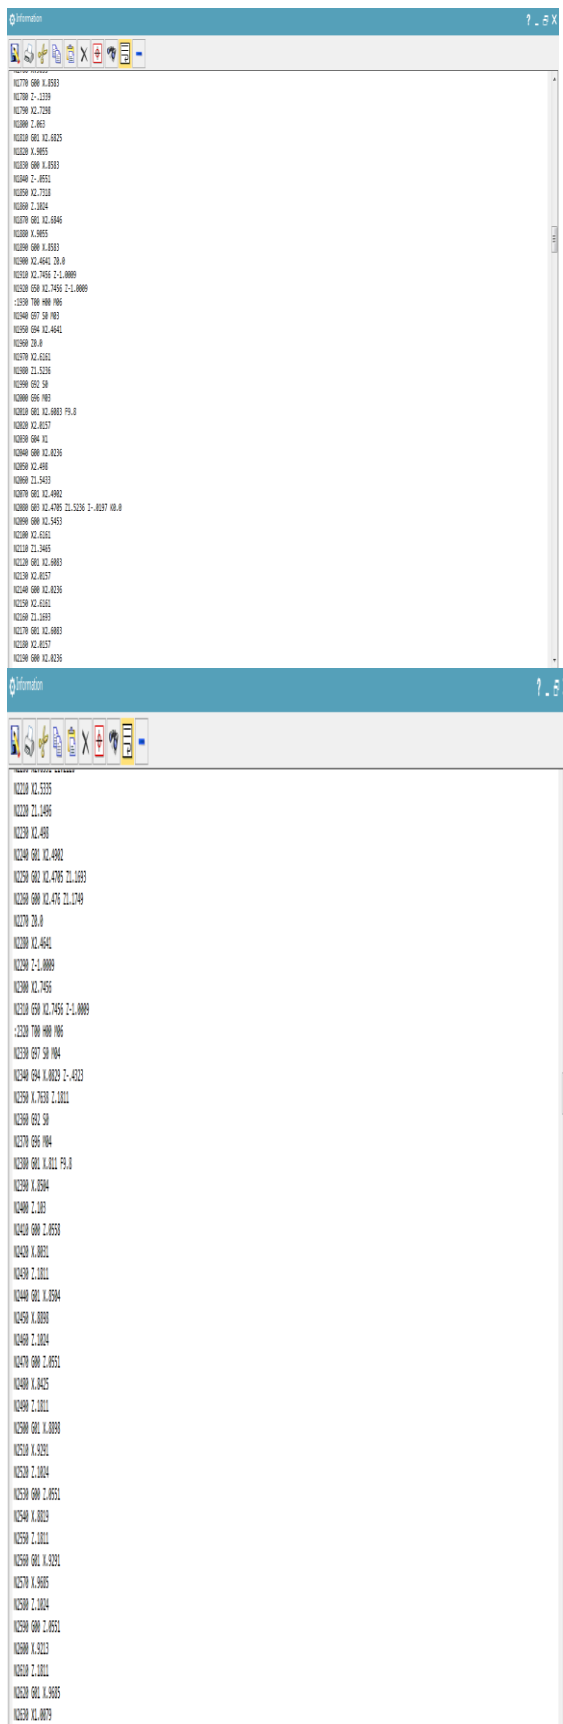 Information
N1770 G00 X.8583
N1780 Z-.1339
N1790 X2.7298
N1800 Z.063
N1810 G01 X2.6825
N1820 X.9055
N1830 G00 X.8583
N1840 Z-.0551
N1850 X2.7318
N1860 Z.1024
N1870 G01 X2.6846
N1880 X.9055
N1890 G00 X.8583
N1900 X2.4641 Z0.0
N1910 X2.7456 Z-1.0009
N1920 G50 X2.7456 Z-1.0009
:1930 T00 H00 M06
N1940 G97 S0 M03
N1950 G94 X2.4641
N1960 Z0.0
N1970 X2.6161
N1980 Z1.5236
N1990 G92 S0
N2000 G96 M03
N2010 G01 X2.6083 F9.8
N2020 X2.0157
N2030 G04 X1
N2040 G00 X2.0236
N2050 X2.498
N2060 Z1.5433
N2070 G01 X2.4902
N2080 G03 X2.4705 Z1.5236 I-.0197 K0.0
N2090 G00 X2.5453
N2100 X2.6161
N2110 Z1.3465
N2120 G01 X2.6083
N2130 X2.0157
N2140 G00 X2.0236
N2150 X2.6161
N2160 Z1.1693
N2170 G01 X2.6083
N2180 X2.0157
N2190 G00 X2.0236
Information
N2210 X2.5335
N2220 Z1.1496
N2230 X2.498
N2240 G01 X2.4902
N2250 G02 X2.4705 Z1.1693
N2260 G00 X2.476 Z1.1749
N2270 Z0.0
N2280 X2.4641
N2290 Z-1.0009
N2300 X2.7456
N2310 G50 X2.7456 Z-1.0009
:2320 T00 H00 M06
N2330 G97 S0 M04
N2340 G94 X.0829 Z-.4323
N2350 X.7638 Z.1811
N2360 G92 S0
N2370 G96 M04
N2380 G01 X.811 F9.8
N2390 X.8504
N2400 Z.103
N2410 G00 Z.0558
N2420 X.8031
N2430 Z.1811
N2440 G01 X.8504
N2450 X.8898
N2460 Z.1024
N2470 G00 Z.0551
N2480 X.8425
N2490 Z.1811
N2500 G01 X.8898
N2510 X.9291
N2520 Z.1024
N2530 G00 Z.0551
N2540 X.8819
N2550 Z.1811
N2560 G01 X.9291
N2570 X.9685
N2580 Z.1024
N2590 G00 Z.0551
N2600 X.9213
N2610 Z.1811
N2620 G01 X.9685
N2630 X1.0079